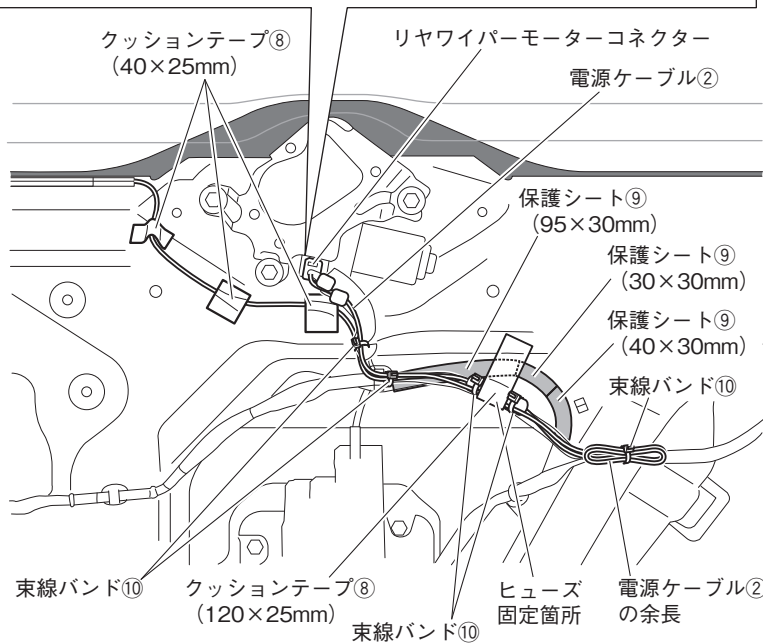 クッションテープ⑧
（40×25mm）
リヤワイパーモーターコネクター
電源ケーブル②
保護シート⑨
（95×30mm）
保護シート⑨
（30×30mm）
保護シート⑨
（40×30mm）
束線バンド⑩
束線バンド⑩
クッションテープ⑧
（120×25mm）
束線バンド⑩
ヒューズ
固定箇所
電源ケーブル②
の余長